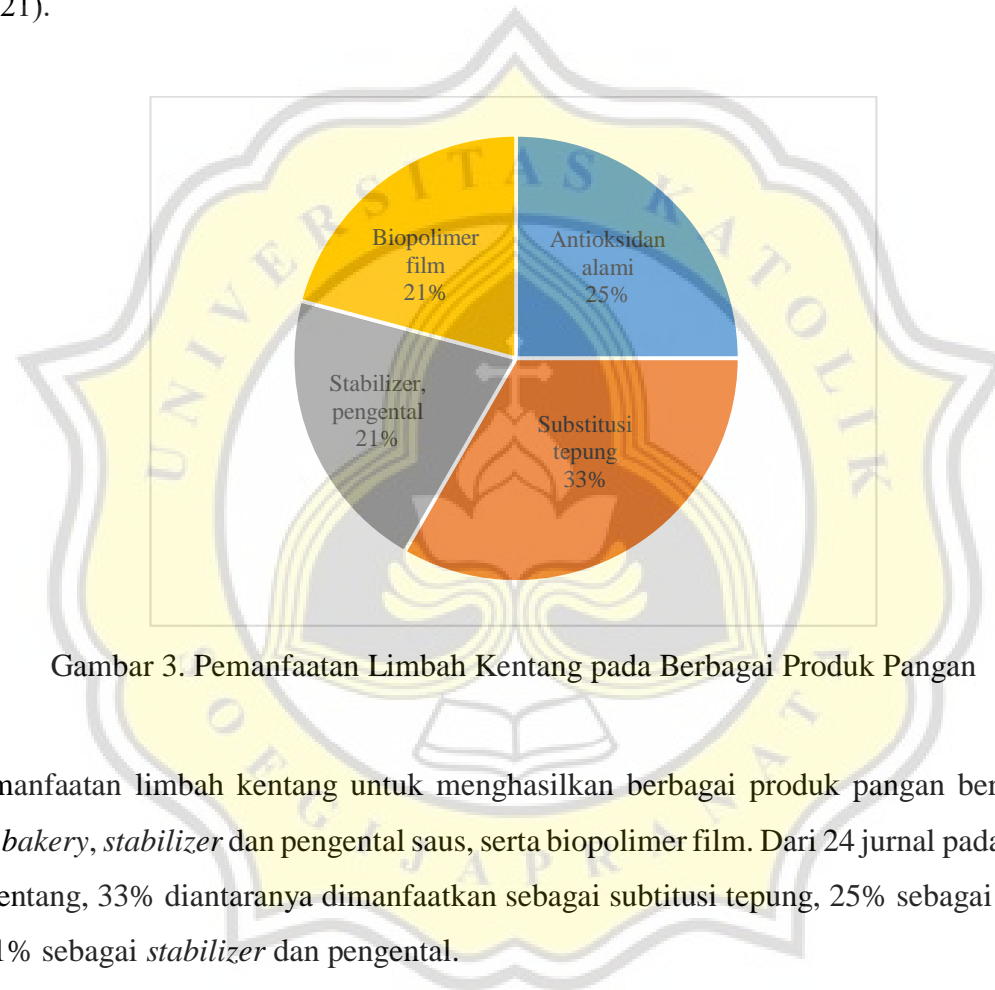 21).
UNIVERSITAS KATOLIK
Biopolimer
film
21%
Antioksidan
alami
25%
Stabilizer,
pengental
21%
Substitusi
tepung
33%
SOEGIJAPRANATA
Gambar 3. Pemanfaatan Limbah Kentang pada Berbagai Produk Pangan
manfaatan limbah kentang untuk menghasilkan berbagai produk pangan ber
bakery, stabilizer dan pengental saus, serta biopolimer film. Dari 24 jurnal pada
entang, 33% diantaranya dimanfaatkan sebagai subtitusi tepung, 25% sebagai
1% sebagai stabilizer dan pengental.